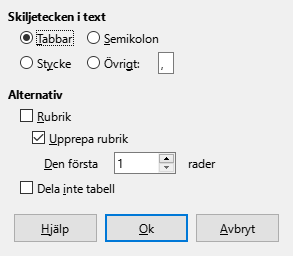 Skiljetecken i text
Tabbar Semikolon
Stycke Övrigt: ,
Alternativ
Rubrik
Upprepa rubrik
Den första 1 rader
Dela inte tabell
Hjälp Ok Avbryt